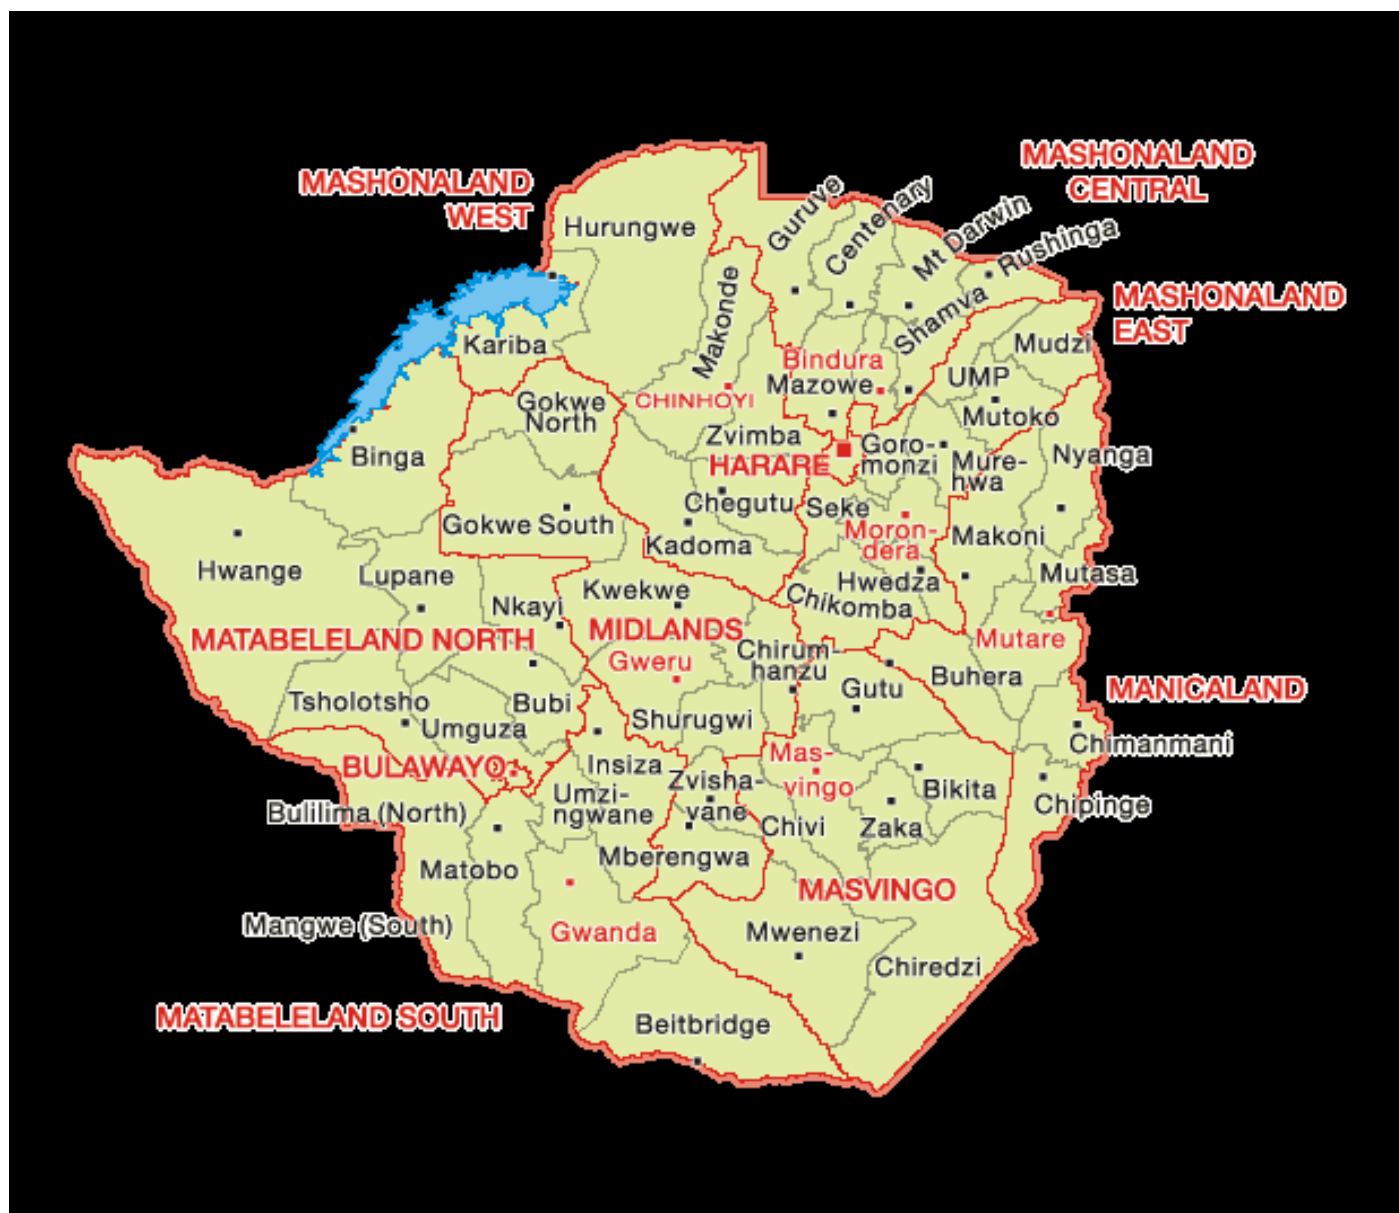 MASHONALAND
CENTRAL
MASHONALAND
WEST
Guruve
Centenary
Mt Darwin
Rushinga
Hurungwe
MASHONALAND
EAST
Makonde
Shamva
Kariba
Mudzi
Bindura
Mazowe
UMP
CHINHOYI
Gokwe
North
Mutoko
Zvimba
Goro-
monzi
Binga
HARARE
Mure-
hwa
Nyanga
Chegutu
Seke
Gokwe South
Moron-
dera
Makoni
Kadoma
Hwange
Lupane
Hwedza
Mutasa
Kwekwe
Nkayi
Chikomba
MATABELELAND NORTH
MIDLANDS
Mutare
Gweru
Chirum-
hanzu
Buhera
Gutu
MANICALAND
Tsholotsho
Bubi
Umguza
Shurugwi
Chimanmani
BULAWAYO
Insiza
Mas-
vingo
Zvisha-
vane
Bikita
Umzi-
ngwane
Chipinge
Bulilima (North)
Chivi
Zaka
Matobo
Mberengwa
MASVINGO
Mangwe (South)
Gwanda
Mwenezi
Chiredzi
MATABELELAND SOUTH
Beitbridge